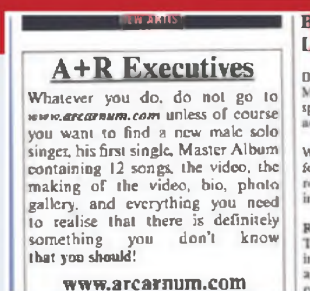 NEW ARTIS
A+R Executives
Whatever you do, do not go to
www.arcarnum.com unless of course
you want to find a new male solo
singer, his first single, Master Album
containing 12 songs, the video, the
making of the video, bio, photo
gallery, and everything you need
to realise that there is definitely
something you don't know
that you should!
www.arcarnum.com